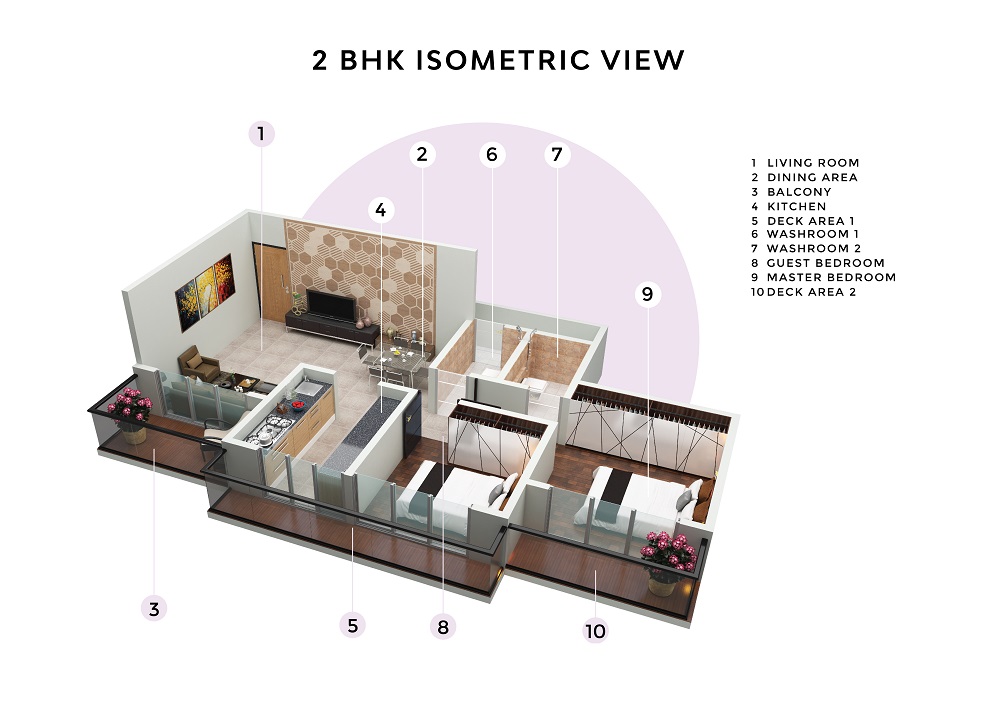 2 BHK ISOMETRIC VIEW
1
2
6
7
4
9
1 LIVING ROOM
2 DINING AREA
3 BALCONY
4 KITCHEN
5 DECK AREA 1
6 WASHROOM 1
7 WASHROOM 2
8 GUEST BEDROOM
9 MASTER BEDROOM
10 DECK AREA 2
3
5
8
10